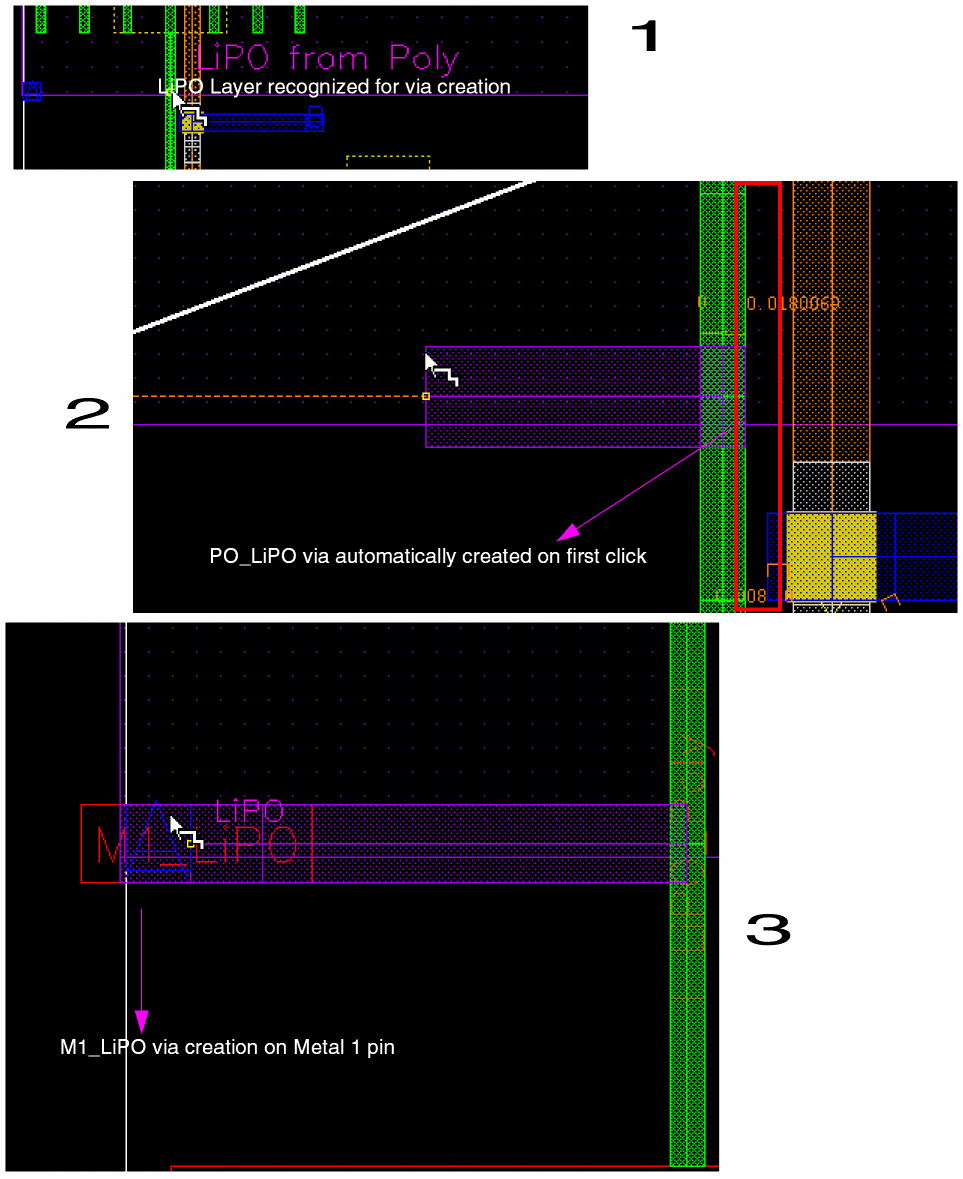 1
LiPO from Poly
LiPO Layer recognized for via creation
2
0.0180069
PO_LiPO via automatically created on first click
08
3
LiPO
M1_LiPO
M1_LiPO via creation on Metal 1 pin